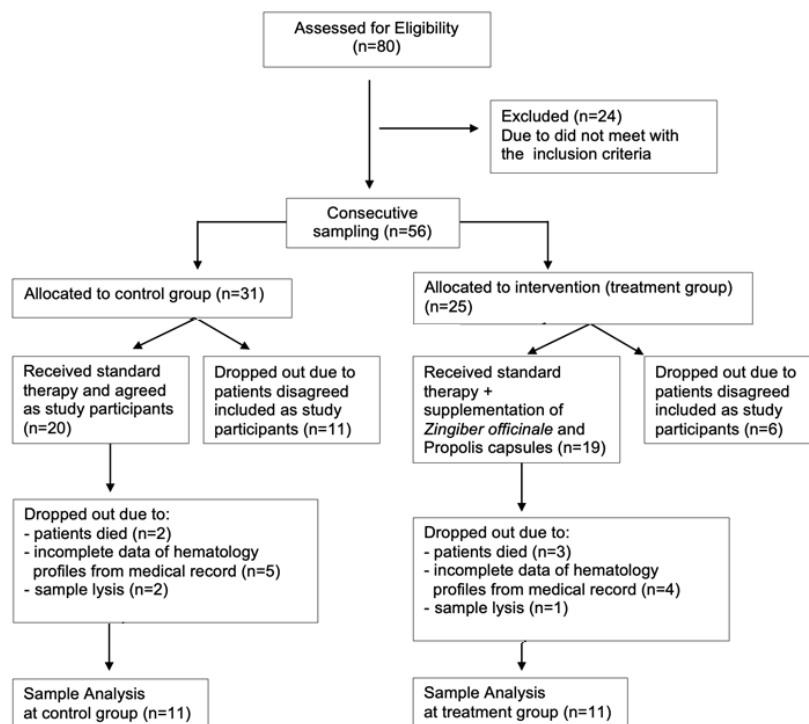 Assessed for Eligibility
(n=80)
Excluded (n=24)
Due to did not meet with
the inclusion criteria
Consecutive
sampling (n=56)
Allocated to control group (n=31)
Allocated to intervention (treatment group)
(n=25)
Received standard
therapy and agreed
as study participants
(n=20)
Dropped out due to
patients disagreed
included as study
participants (n=11)
Received standard
therapy +
supplementation of
Zingiber officinale and
Propolis capsules (n=19)
Dropped out due to
patients disagreed
included as study
participants (n=6)
Dropped out due to:
- patients died (n=2)
- incomplete data of hematology
profiles from medical record (n=5)
- sample lysis (n=2)
Dropped out due to:
- patients died (n=3)
- incomplete data of hematology
profiles from medical record (n=4)
- sample lysis (n=1)
Sample Analysis
at control group (n=11)
Sample Analysis
at treatment group (n=11)